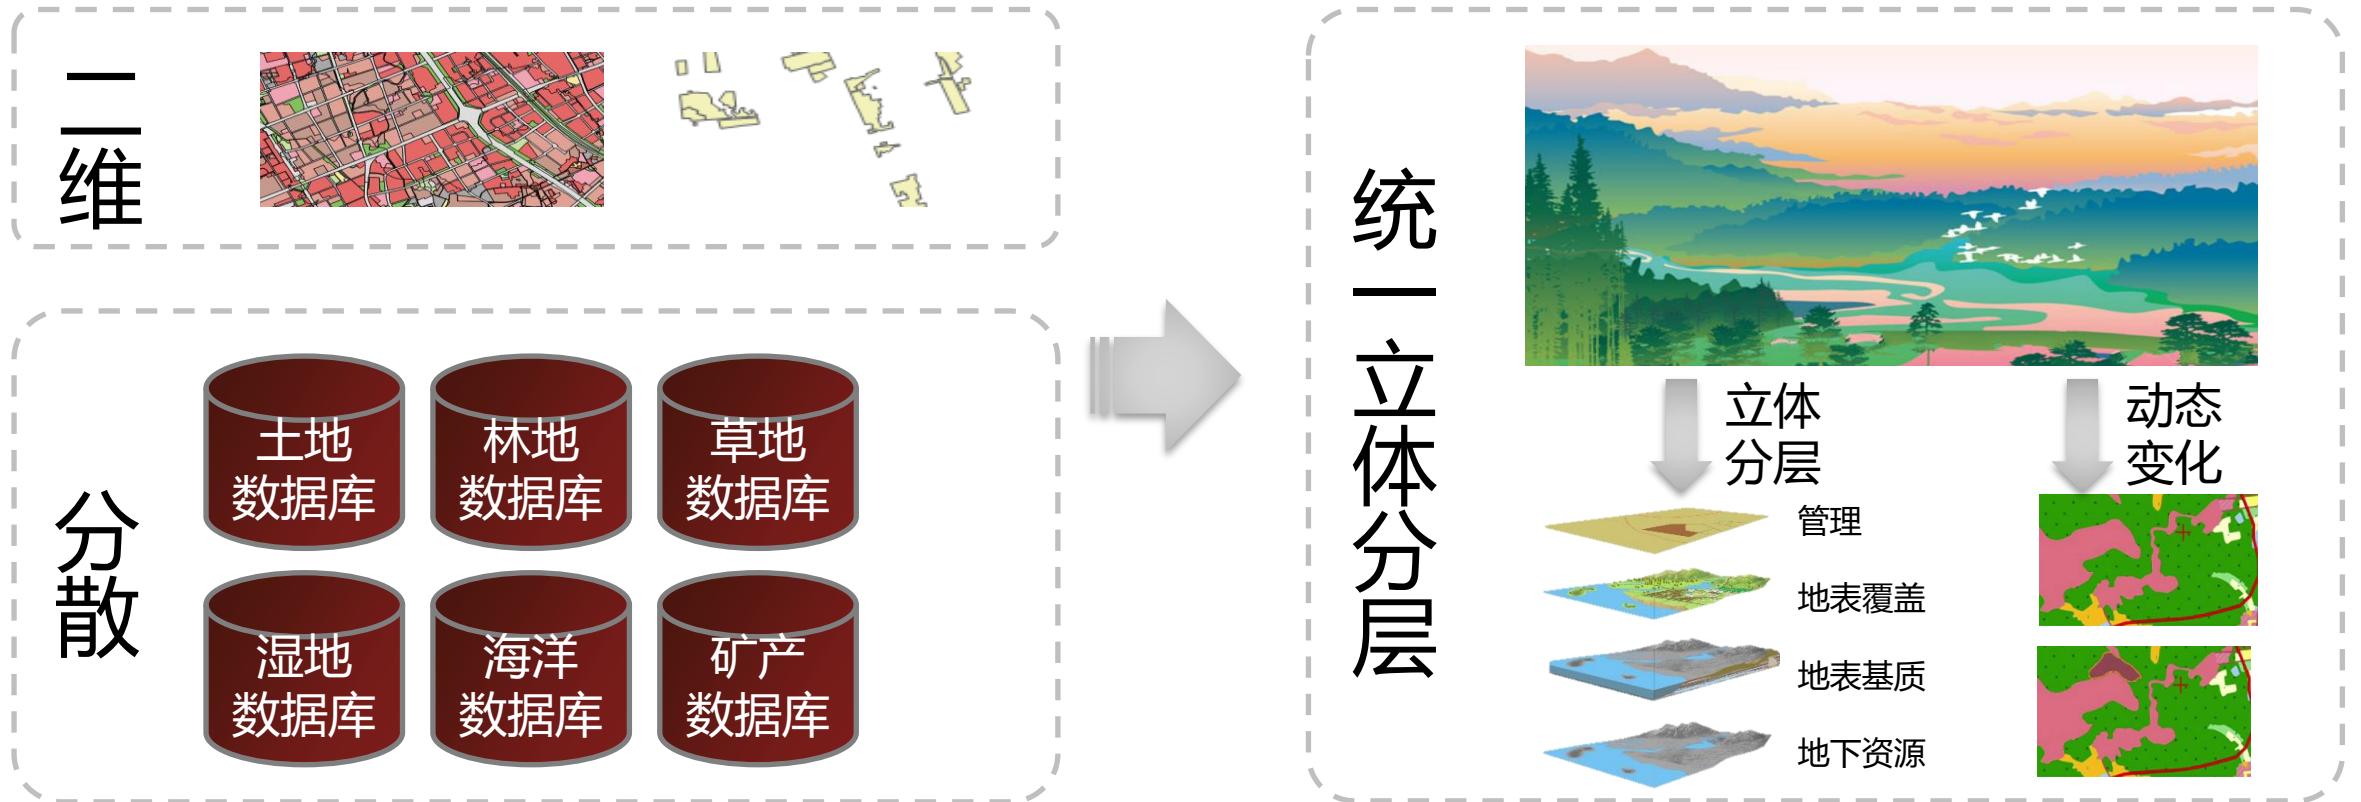 二维
分散
土地
数据库
林地
数据库
草地
数据库
湿地
数据库
海洋
数据库
矿产
数据库
统一立体分层
立体
分层
动态
变化
管理
地表覆盖
地表基质
地下资源